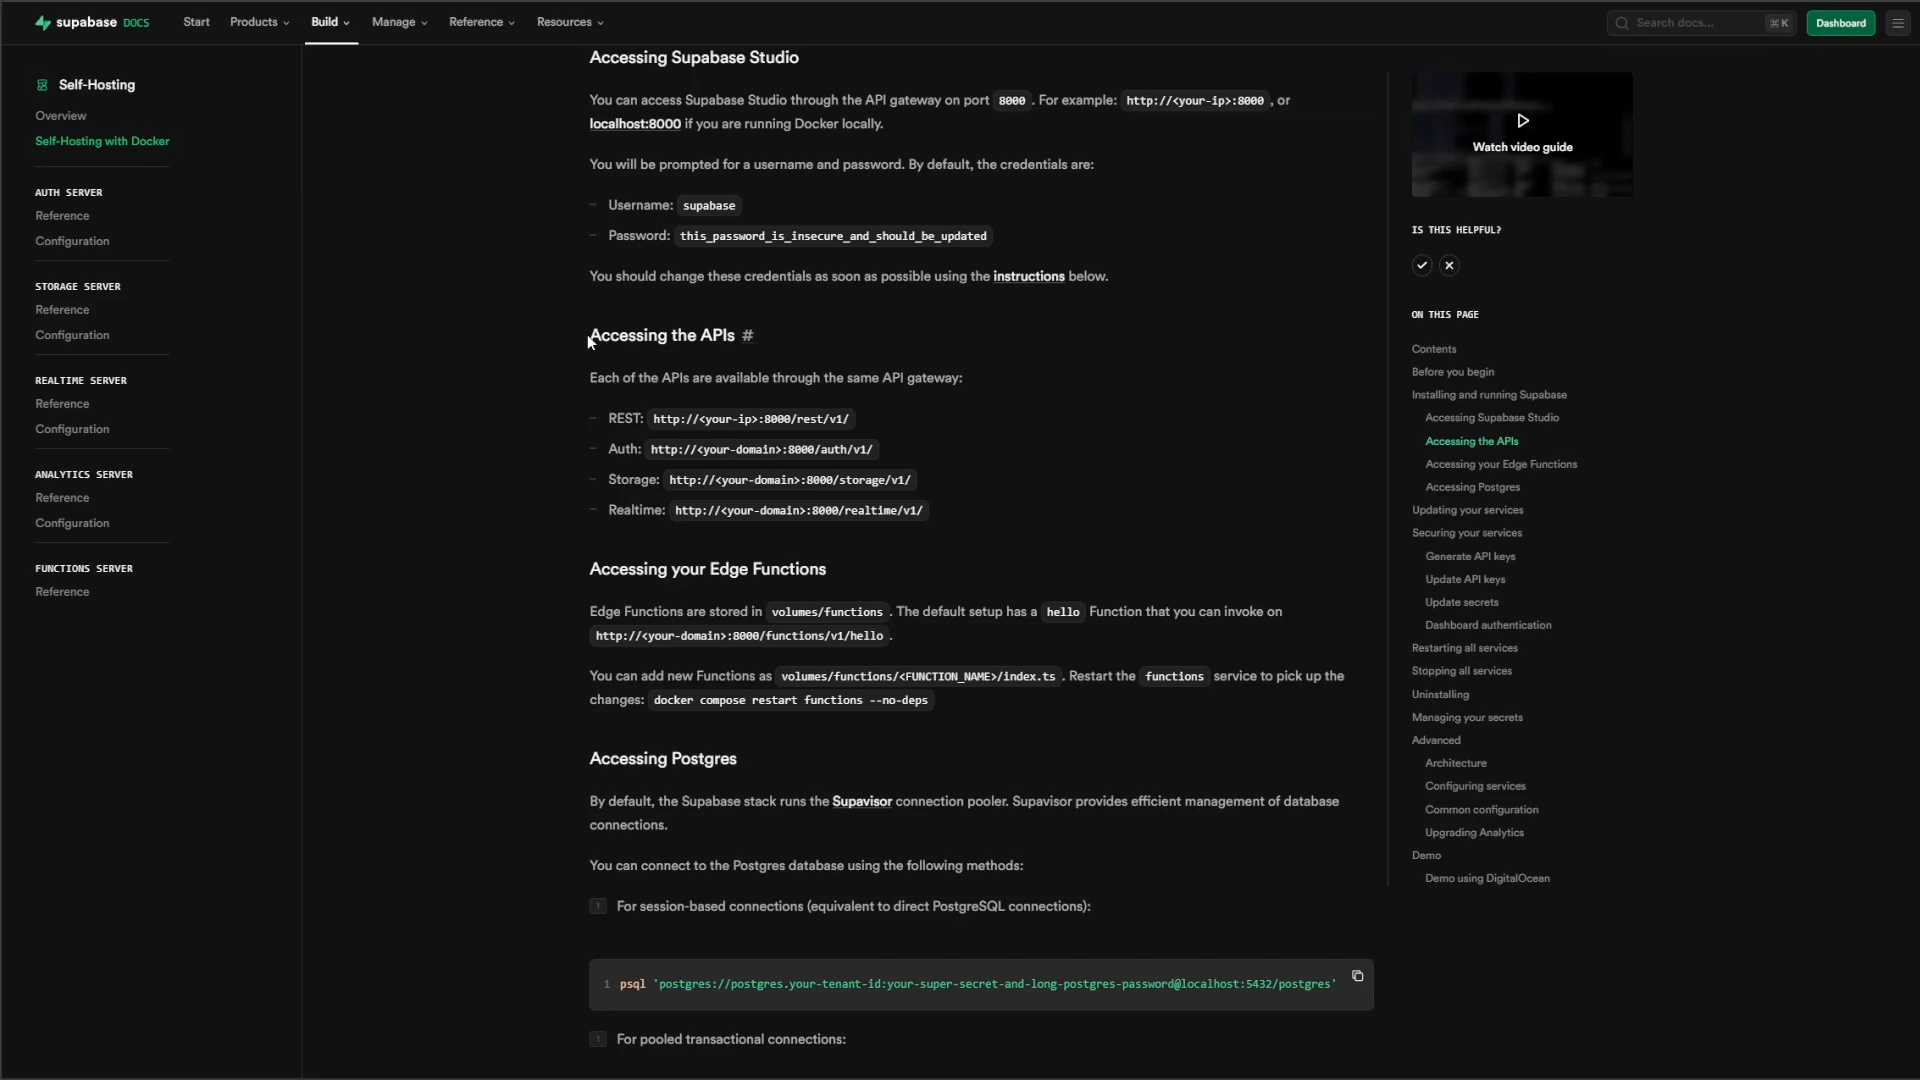 supabase DOCS
Start
Products
Build
Manage
Reference
Resources
Search docs...
⌘K
Dashboard
Self-Hosting
Overview
Self-Hosting with Docker
AUTH SERVER
Reference
Configuration
STORAGE SERVER
Reference
Configuration
REALTIME SERVER
Reference
Configuration
ANALYTICS SERVER
Reference
Configuration
FUNCTIONS SERVER
Reference
Accessing Supabase Studio
You can access Supabase Studio through the API gateway on port 8000. For example: http://<your-ip>:8000, or
localhost:8000 if you are running Docker locally.
You will be prompted for a username and password. By default, the credentials are:
Username: supabase
Password: this_password_is_insecure_and_should_be_updated
You should change these credentials as soon as possible using the instructions below.
Accessing the APIs #
Each of the APIs are available through the same API gateway:
REST: http://<your-ip>:8000/rest/v1/
Auth: http://<your-domain>:8000/auth/v1/
Storage: http://<your-domain>:8000/storage/v1/
Realtime: http://<your-domain>:8000/realtime/v1/
Accessing your Edge Functions
Edge Functions are stored in volumes/functions. The default setup has a hello Function that you can invoke on
http://<your-domain>:8000/functions/v1/hello.
You can add new Functions as volumes/functions/<FUNCTION_NAME>/index.ts. Restart the functions service to pick up the
changes: docker compose restart functions --no-deps
Accessing Postgres
By default, the Supabase stack runs the Supavisor connection pooler. Supavisor provides efficient management of database
connections.
You can connect to the Postgres database using the following methods:
1 For session-based connections (equivalent to direct PostgreSQL connections):
1 psql 'postgres://postgres.your-tenant-id:your-super-secret-and-long-postgres-password@localhost:5432/postgres'
1 For pooled transactional connections:
Watch video guide
IS THIS HELPFUL?
ON THIS PAGE
Contents
Before you begin
Installing and running Supabase
Accessing Supabase Studio
Accessing the APIs
Accessing your Edge Functions
Accessing Postgres
Updating your services
Securing your services
Generate API keys
Update API keys
Update secrets
Dashboard authentication
Restarting all services
Stopping all services
Uninstalling
Managing your secrets
Advanced
Architecture
Configuring services
Common configuration
Upgrading Analytics
Demo
Demo using DigitalOcean